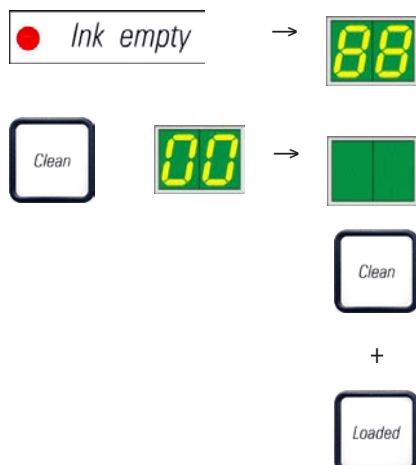 Ink empty → 88
Clean 00 →
Clean
+
Loaded